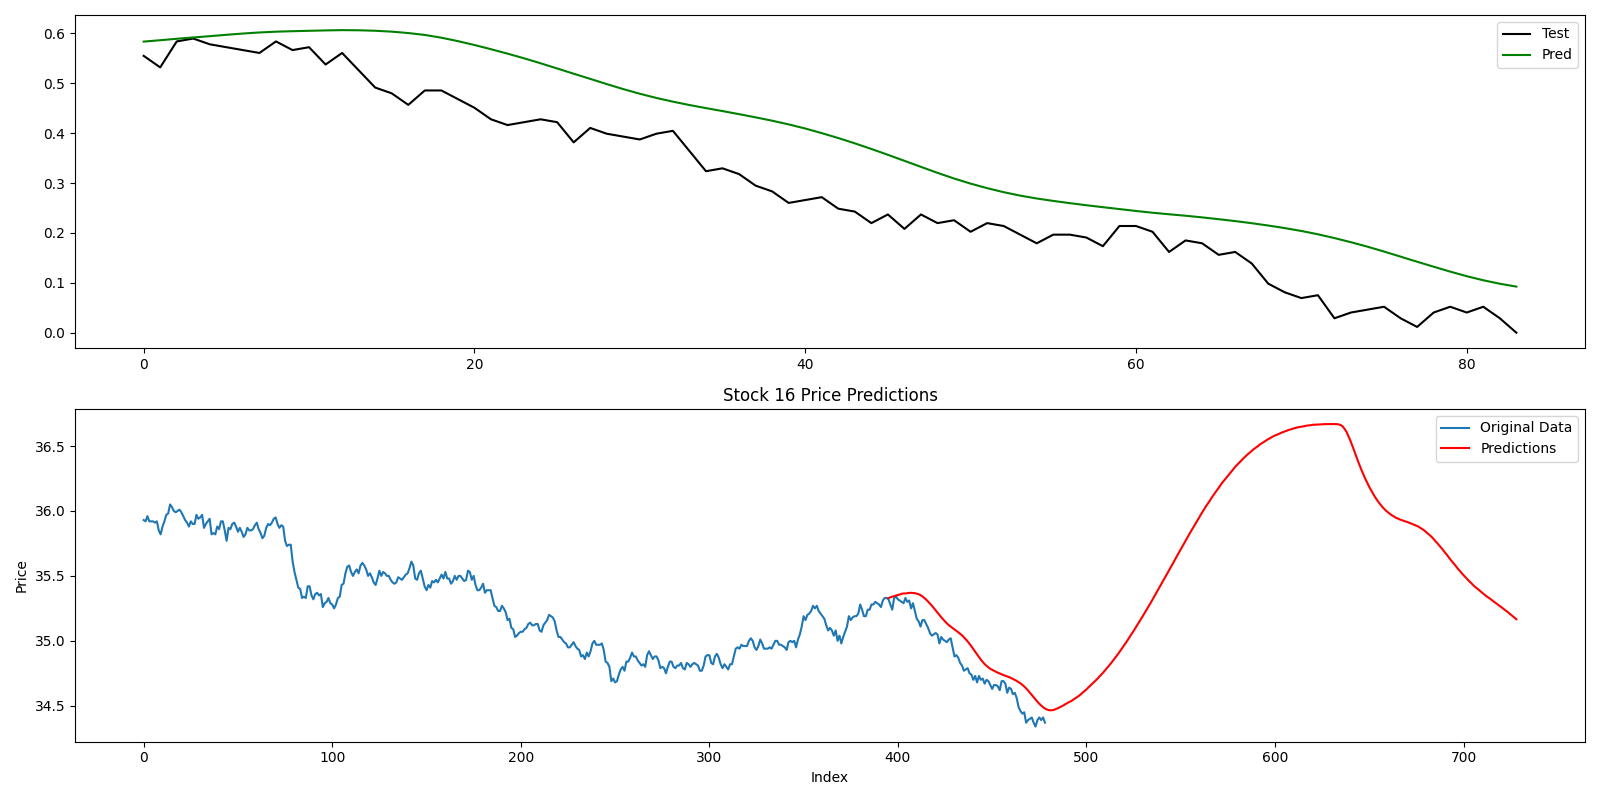 0.6
0.5
0.4
0.3
0.2
0.1
0.0
Test
Pred
0 20 40 60 80
Stock 16 Price Predictions
36.5
36.0
35.5
35.0
34.5
Price
Original Data
Predictions
0 100 200 300 400 500 600 700
Index